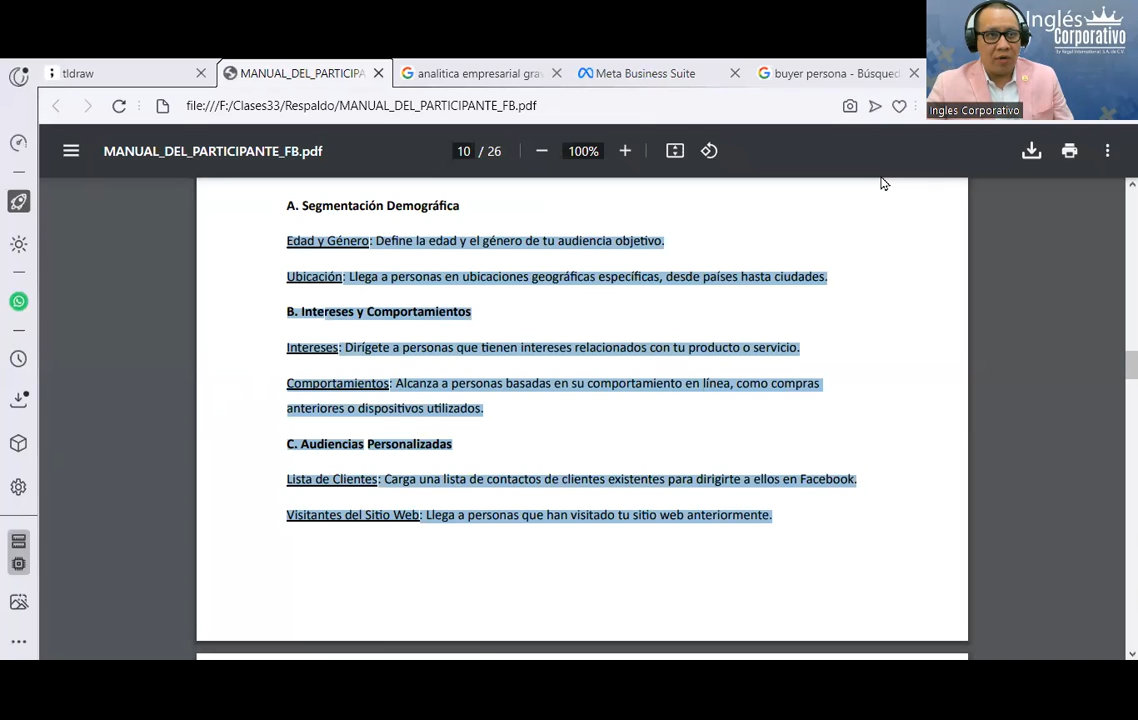 Inglés
Corporativo
by Regal International S.A. de C.V.
Ingles Corporativo
tldraw
MANUAL_DEL_PARTICIPA
analitica empresarial gra
Meta Business Suite
buyer persona - Búsqued
file:///F:/Clases33/Respaldo/MANUAL_DEL_PARTICIPANTE_FB.pdf
MANUAL_DEL_PARTICIPANTE_FB.pdf
10 / 26
100%
A. Segmentación Demográfica
Edad y Género: Define la edad y el género de tu audiencia objetivo.
Ubicación: Llega a personas en ubicaciones geográficas específicas, desde países hasta ciudades.
B. Intereses y Comportamientos
Intereses: Dirígete a personas que tienen intereses relacionados con tu producto o servicio.
Comportamientos: Alcanza a personas basadas en su comportamiento en línea, como compras
anteriores o dispositivos utilizados.
C. Audiencias Personalizadas
Lista de Clientes: Carga una lista de contactos de clientes existentes para dirigirte a ellos en Facebook.
Visitantes del Sitio Web: Llega a personas que han visitado tu sitio web anteriormente.